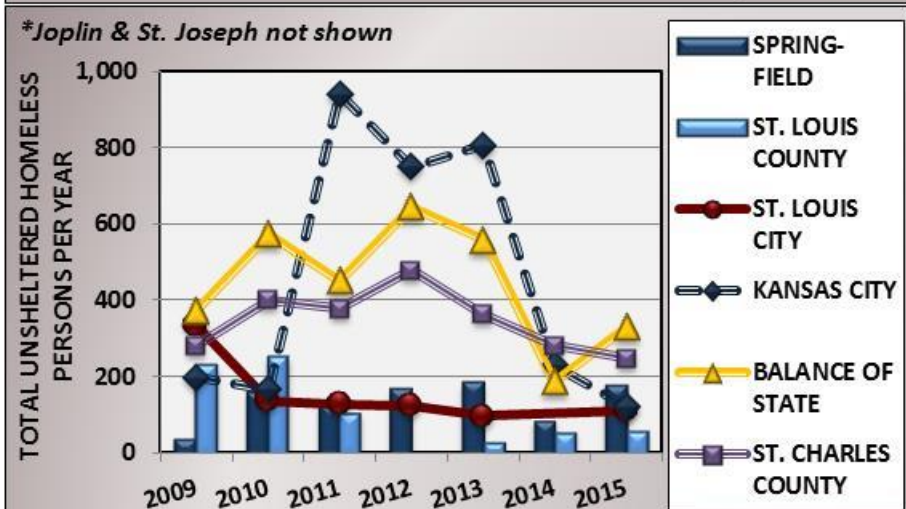 *Joplin & St. Joseph not shown
TOTAL UNSHELTERED HOMELESS
PERSONS PER YEAR
1,000
800
600
400
200
0
2009
2010
2011
2012
2013
2014
2015
SPRING-
FIELD
ST. LOUIS
COUNTY
ST. LOUIS
CITY
KANSAS CITY
BALANCE OF
STATE
ST. CHARLES
COUNTY